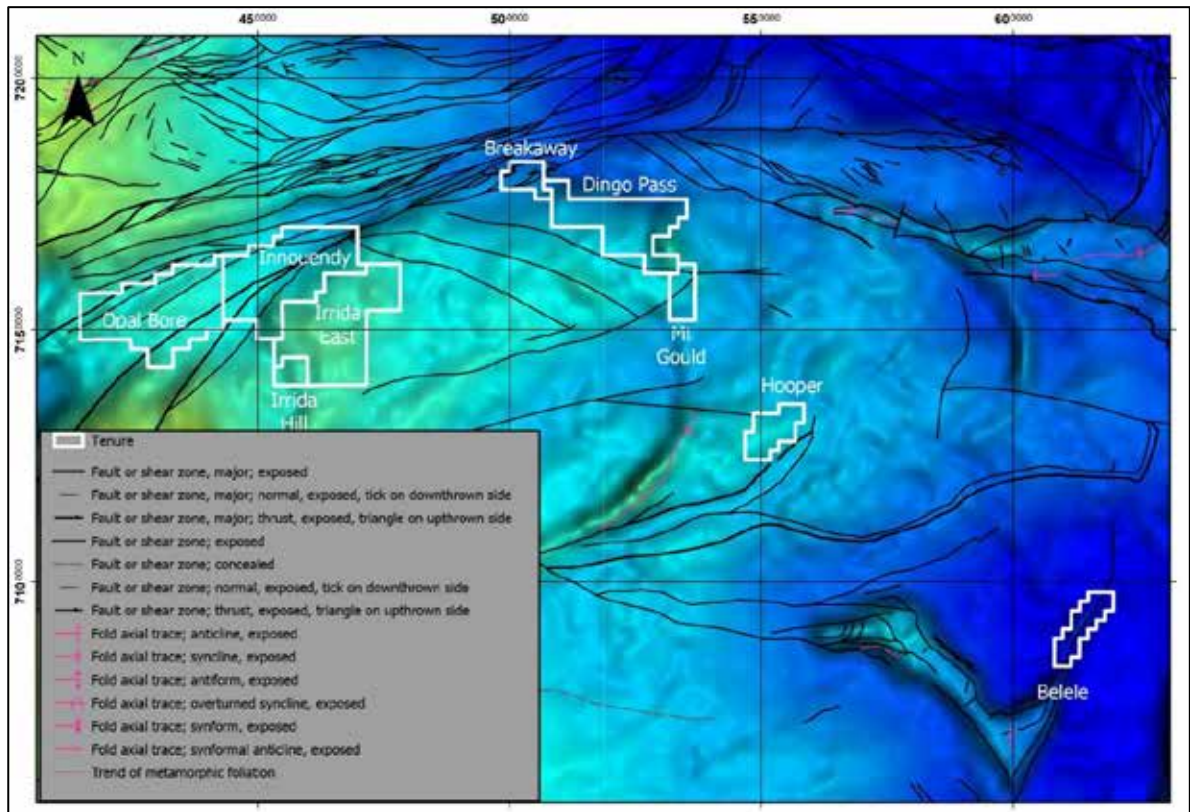 450000 500000 550000 600000
7200000
N
Breakaway
Dingo Pass
Innouendy
Opal Bore
Irrida
East
7150000
Mt
Gould
Hooper
Irrida
Hill
Tenure
Fault or shear zone, major; exposed
Fault or shear zone, major; normal, exposed, tick on downthrown side
Fault or shear zone, major; thrust, exposed, triangle on upthrown side
Fault or shear zone; exposed
Fault or shear zone; concealed
Fault or shear zone; normal, exposed, tick on downthrown side
Fault or shear zone; thrust, exposed, triangle on upthrown side
Fold axial trace; anticline, exposed
Fold axial trace; syncline, exposed
Fold axial trace; antiform, exposed
Fold axial trace; overturned syncline, exposed
Fold axial trace; synform, exposed
Fold axial trace; synformal anticline, exposed
Trend of metamorphic foliation
7100000
Belele